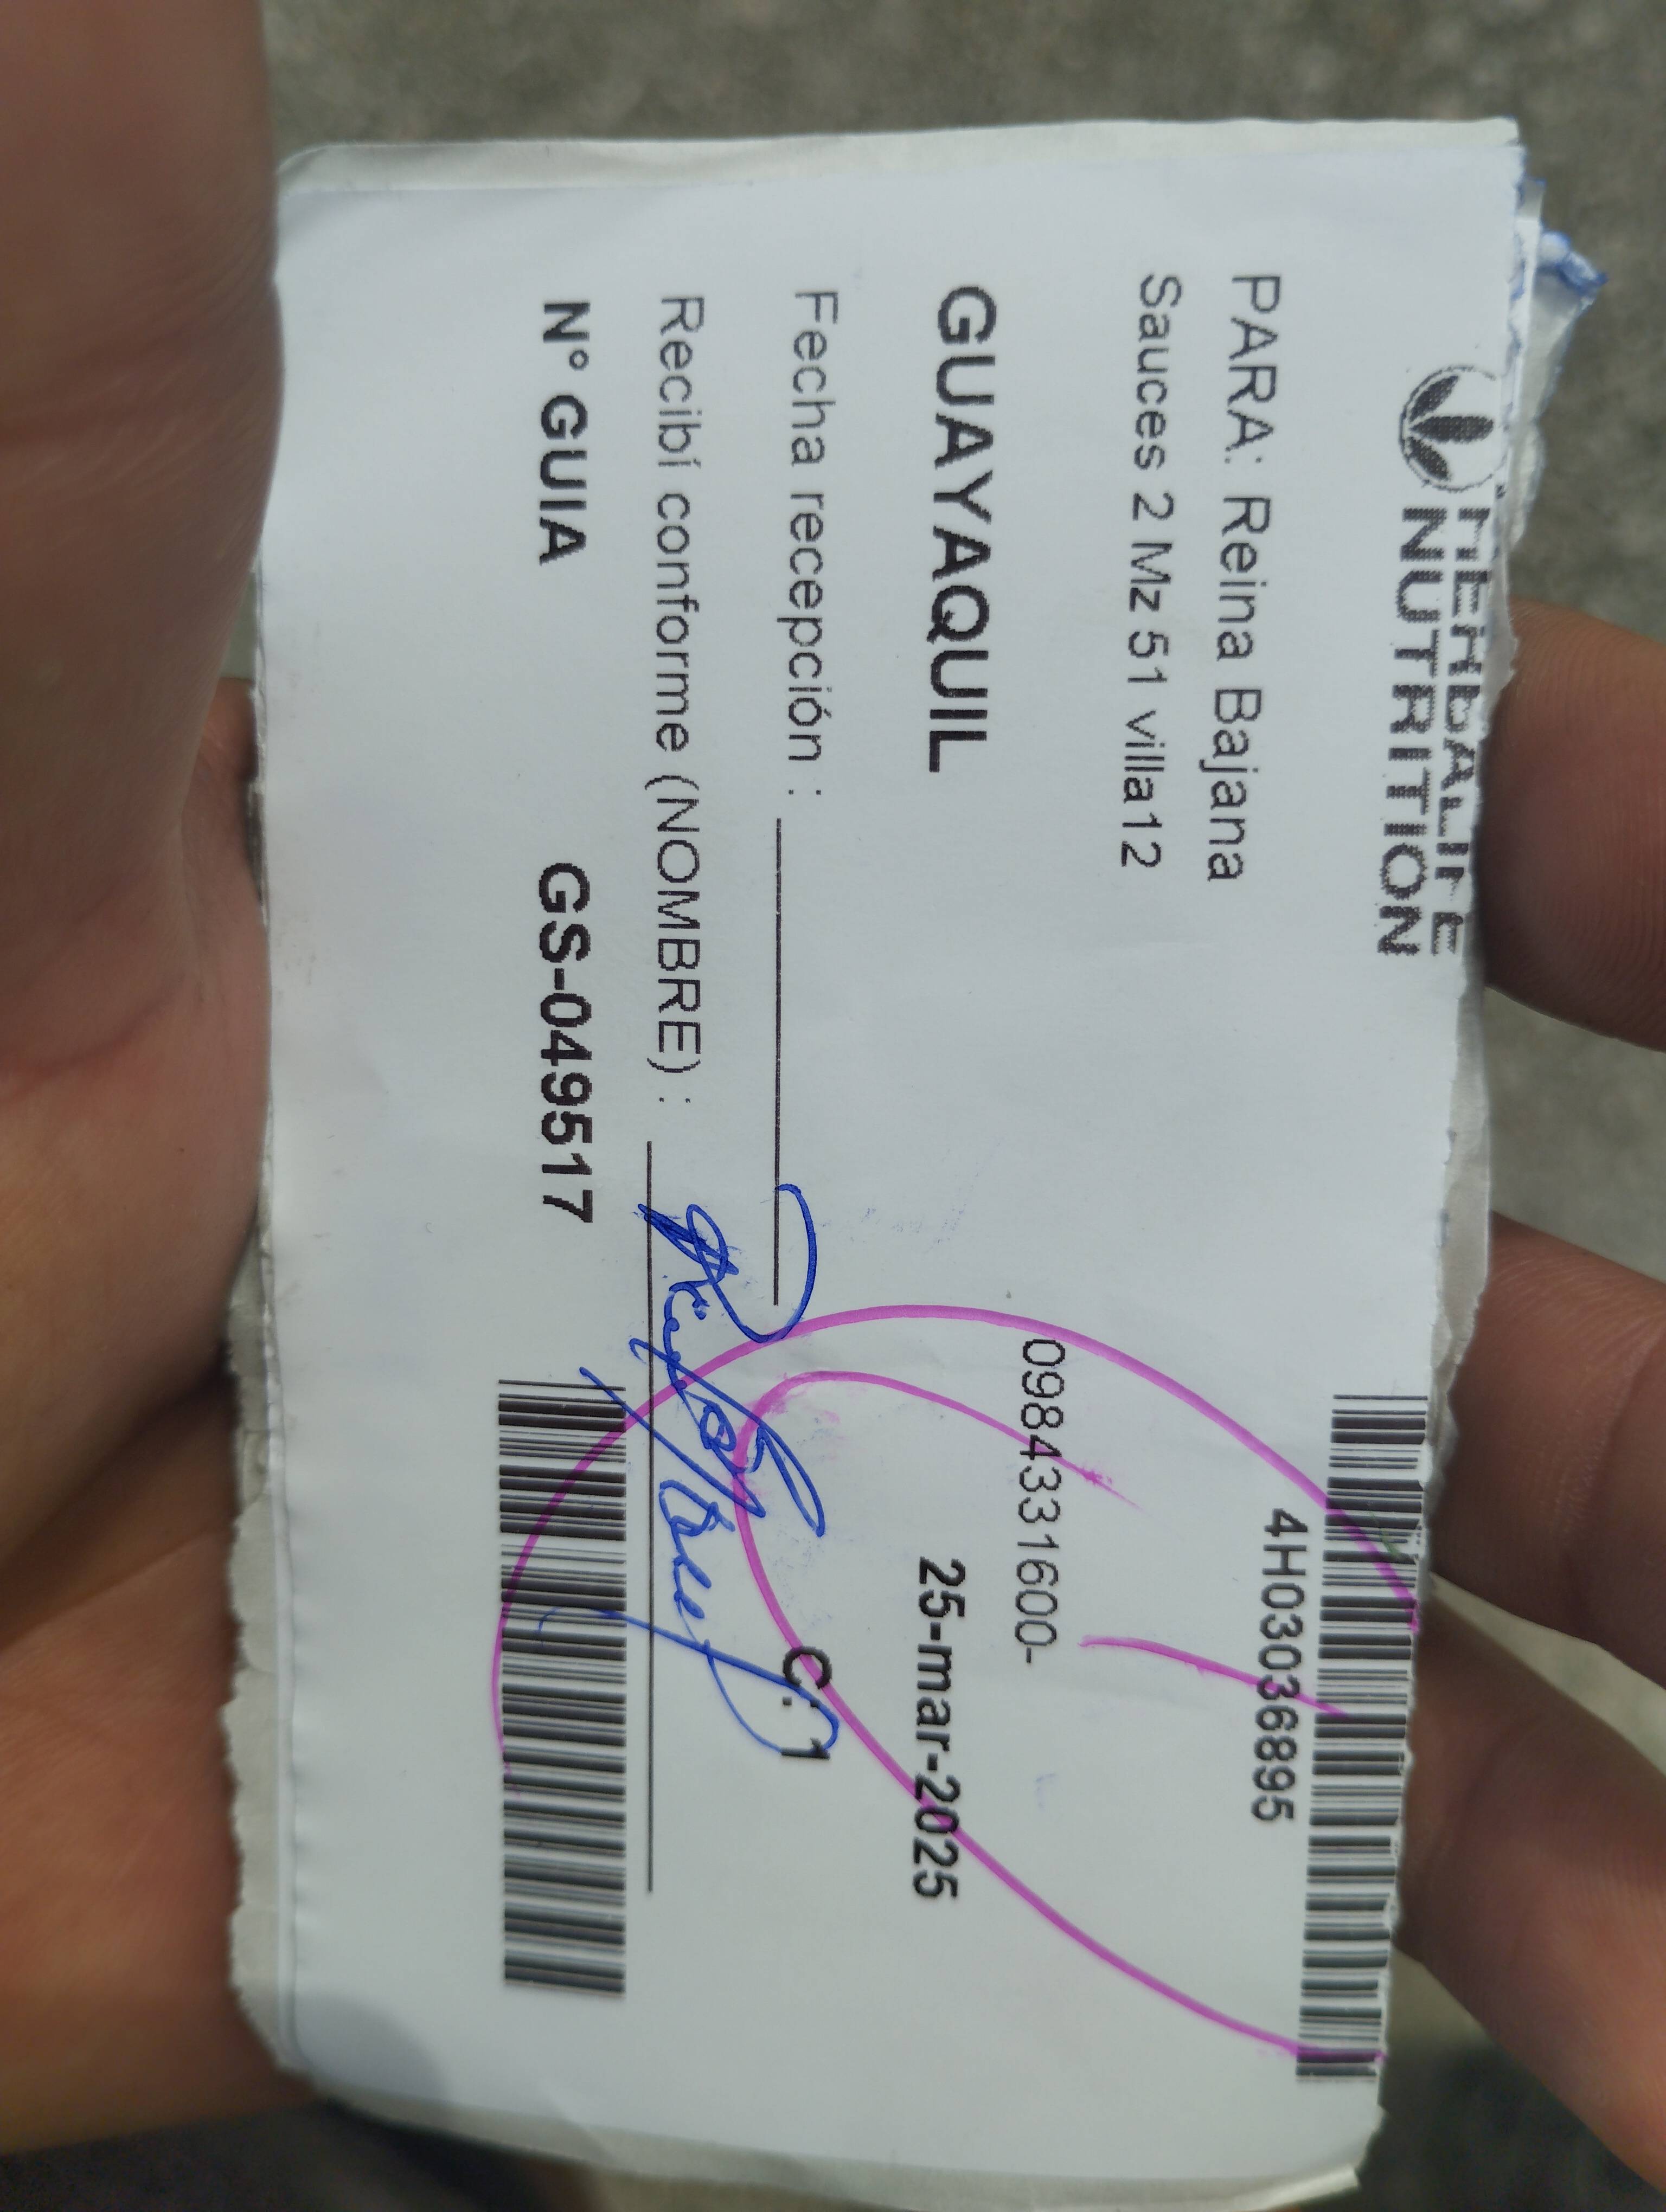 HERBALIFE
NUTRITION
4H03036895
PARA: Reina Bajana
Sauces 2 Mz 51 villa12
0984331600-
GUAYAQUIL
25-mar-2025
Fecha recepción :
C. 1
Recibí conforme (NOMBRE) :
N° GUIA GS-049517